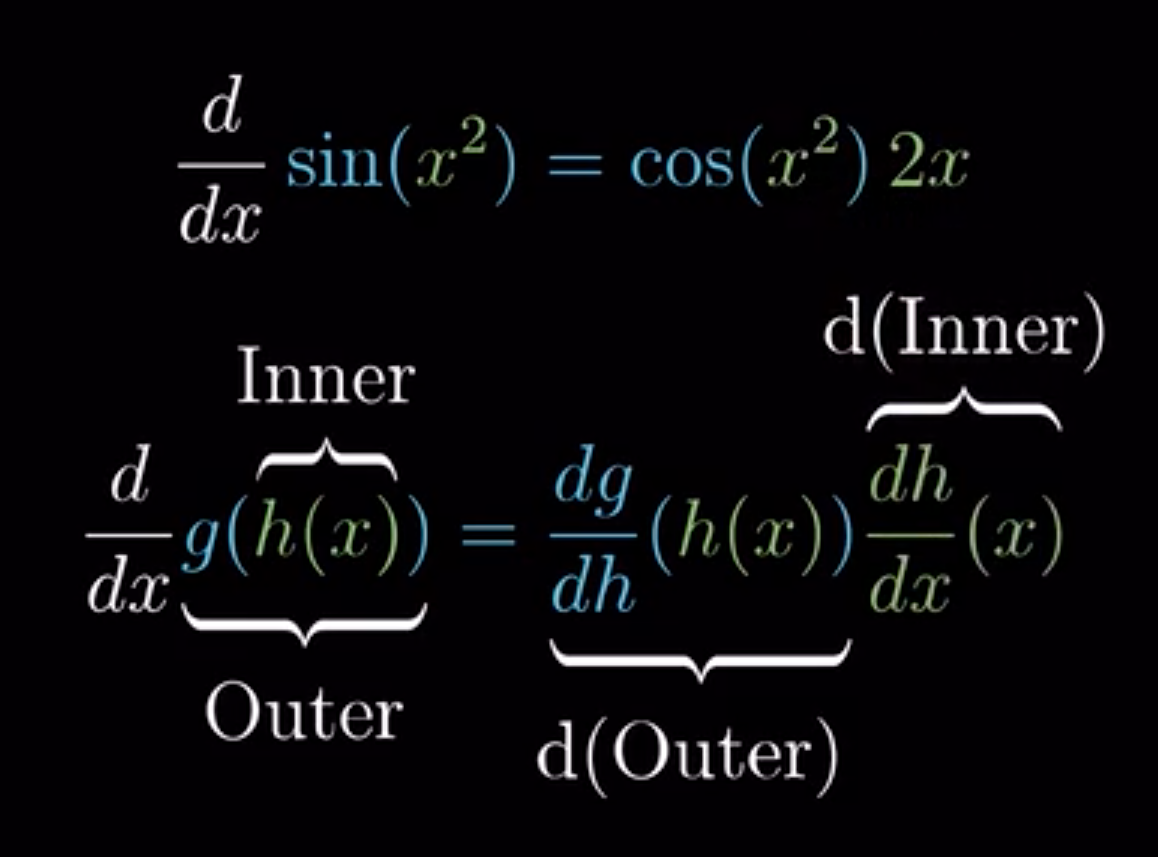 d/dx sin(x²) = cos(x²) 2x
d(Inner)
Inner
d/dx g(h(x)) = dg/dh (h(x)) dh/dx (x)
Outer
d(Outer)